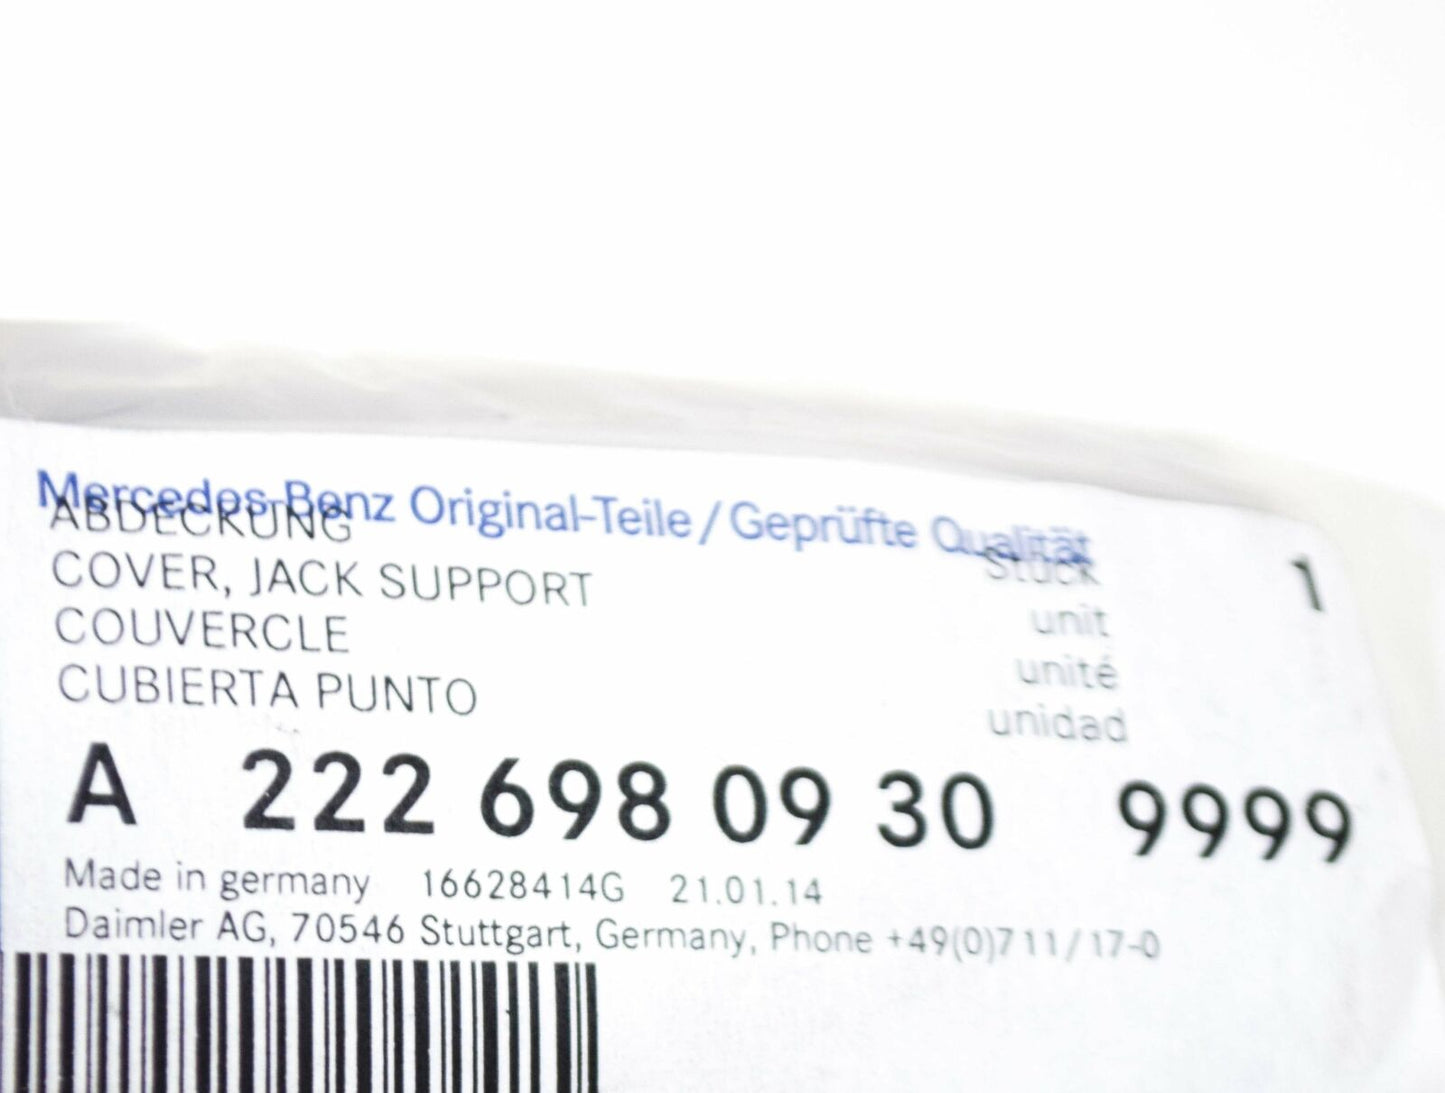 Mercedes-Benz Original-Teile / Geprüfte Qualität
ABDECKUNG Stück 1
COVER, JACK SUPPORT unit
COUVERCLE unité
CUBIERTA PUNTO unidad
A 222 698 09 30 9999
Made in germany 16628414G 21.01.14
Daimler AG, 70546 Stuttgart, Germany, Phone +49(0)711/17-0